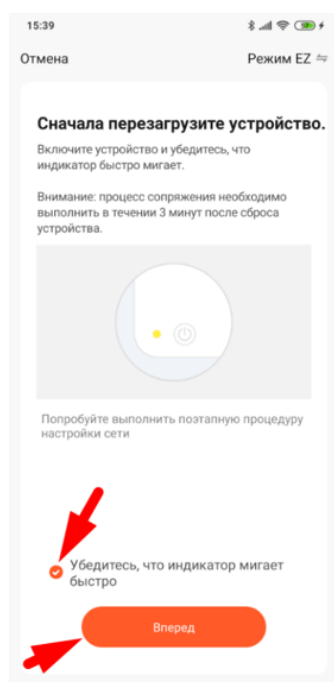 15:39
Отмена
Режим EZ
Сначала перезагрузите устройство.
Включите устройство и убедитесь, что
индикатор быстро мигает.
Внимание: процесс сопряжения необходимо
выполнить в течении 3 минут после сброса
устройства.
Попробуйте выполнить поэтапную процедуру
настройки сети
Убедитесь, что индикатор мигает
быстро
Вперед